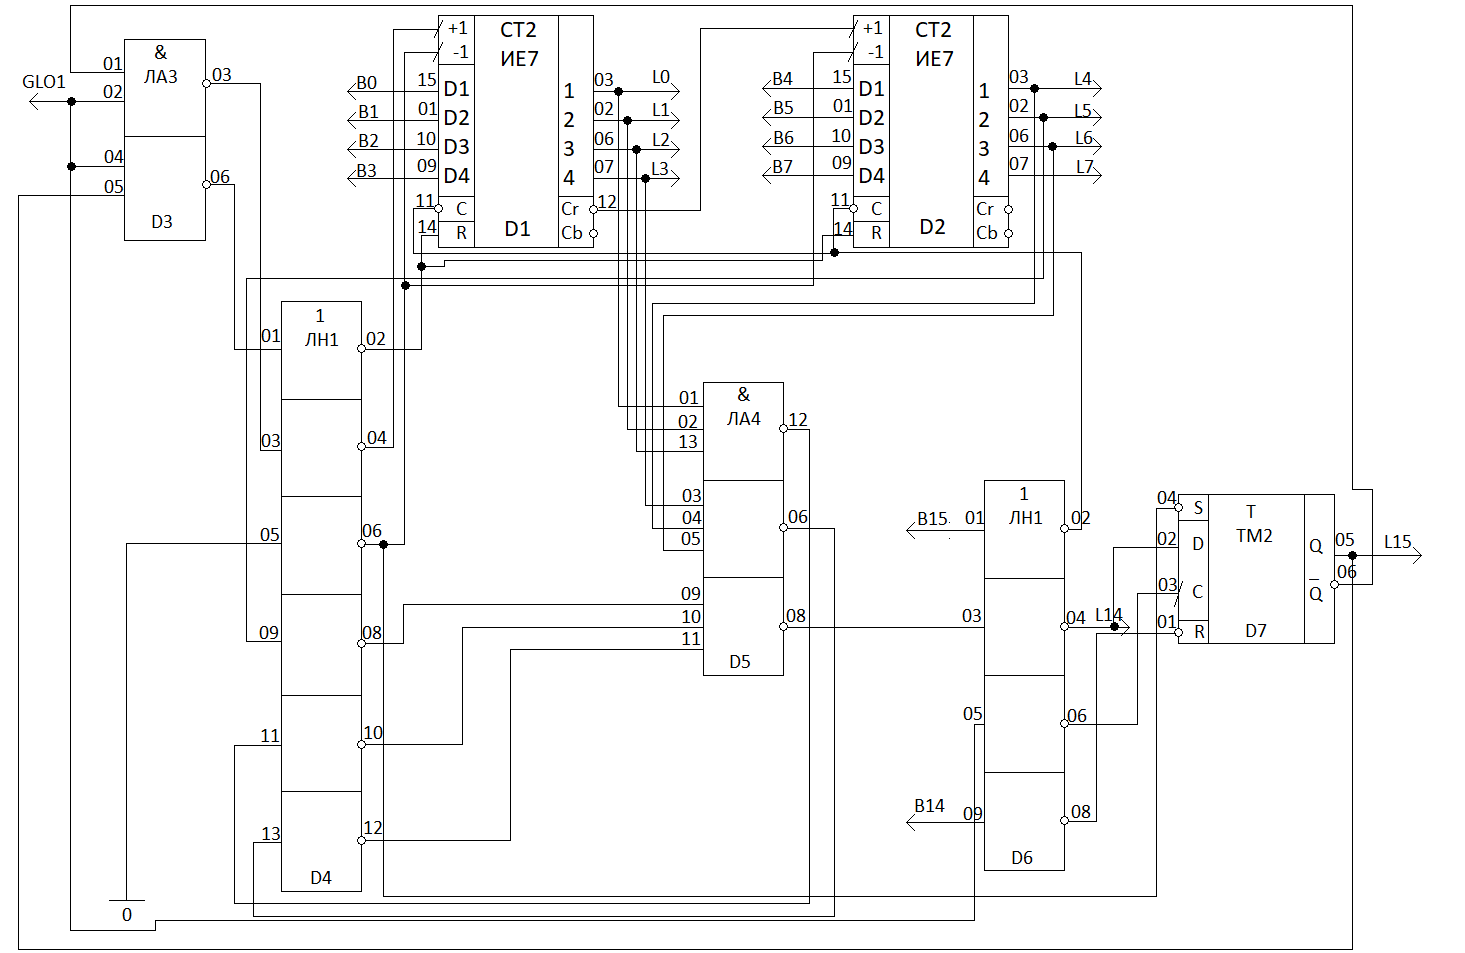 GLO1
01
02
04
05
&
ЛА3
D3
03
06
B0
B1
B2
B3
15
01
10
09
11
14
+1
-1
D1
D2
D3
D4
C
R
СТ2
ИЕ7
D1
1
2
3
4
Cr
Cb
03
02
06
07
12
L0
L1
L2
L3
B4
B5
B6
B7
15
01
10
09
11
14
+1
-1
D1
D2
D3
D4
C
R
СТ2
ИЕ7
D2
1
2
3
4
Cr
Cb
03
02
06
07
L4
L5
L6
L7
01
03
05
09
11
13
1
ЛН1
D4
02
04
06
08
10
12
0
01
02
13
03
04
05
09
10
11
&
ЛА4
D5
12
06
08
B15
B14
01
03
05
09
1
ЛН1
D6
02
04
06
08
L14
04
02
03
01
S
D
C
R
T
ТМ2
D7
Q
Q
05
06
L15